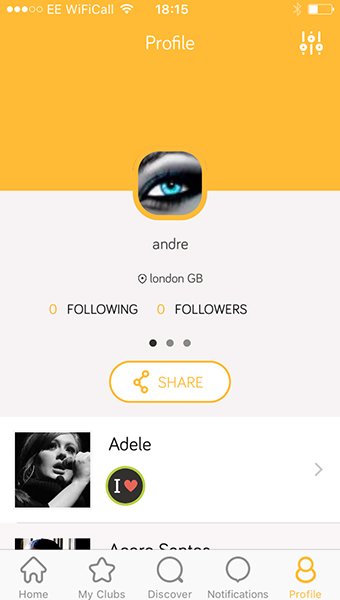 EE WiFiCall 18:15
Profile
andre
london GB
0 FOLLOWING 0 FOLLOWERS
SHARE
Adele
I
Agere Santos
Home My Clubs Discover Notifications Profile